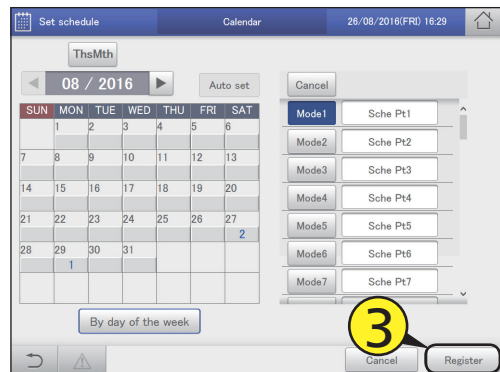 Set schedule Calendar 26/08/2016(FRI) 16:29
ThsMth
08 / 2016 Auto set Cancel
SUN MON TUE WED THU FRI SAT
1 2 3 4 5 6
7 8 9 10 11 12 13
14 15 16 17 18 19 20
21 22 23 24 25 26 27
2
28 29 30 31
1
By day of the week
Mode1 Sche Pt1
Mode2 Sche Pt2
Mode3 Sche Pt3
Mode4 Sche Pt4
Mode5 Sche Pt5
Mode6 Sche Pt6
Mode7 Sche Pt7
3
Cancel Register